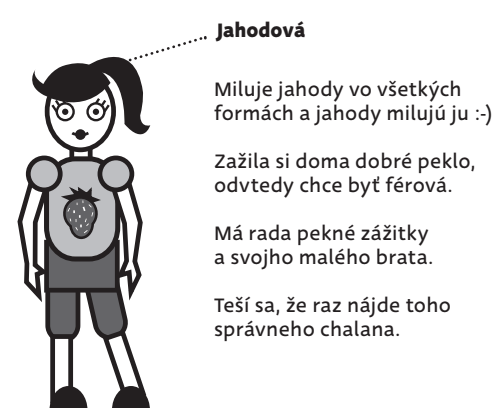 Jahodová
Miluje jahody vo všetkých
formách a jahody milujú ju :-)
Zažila si doma dobré peklo,
odvtedy chce byť férová.
Má rada pekné zážitky
a svojho malého brata.
Teší sa, že raz nájde toho
správneho chalana.